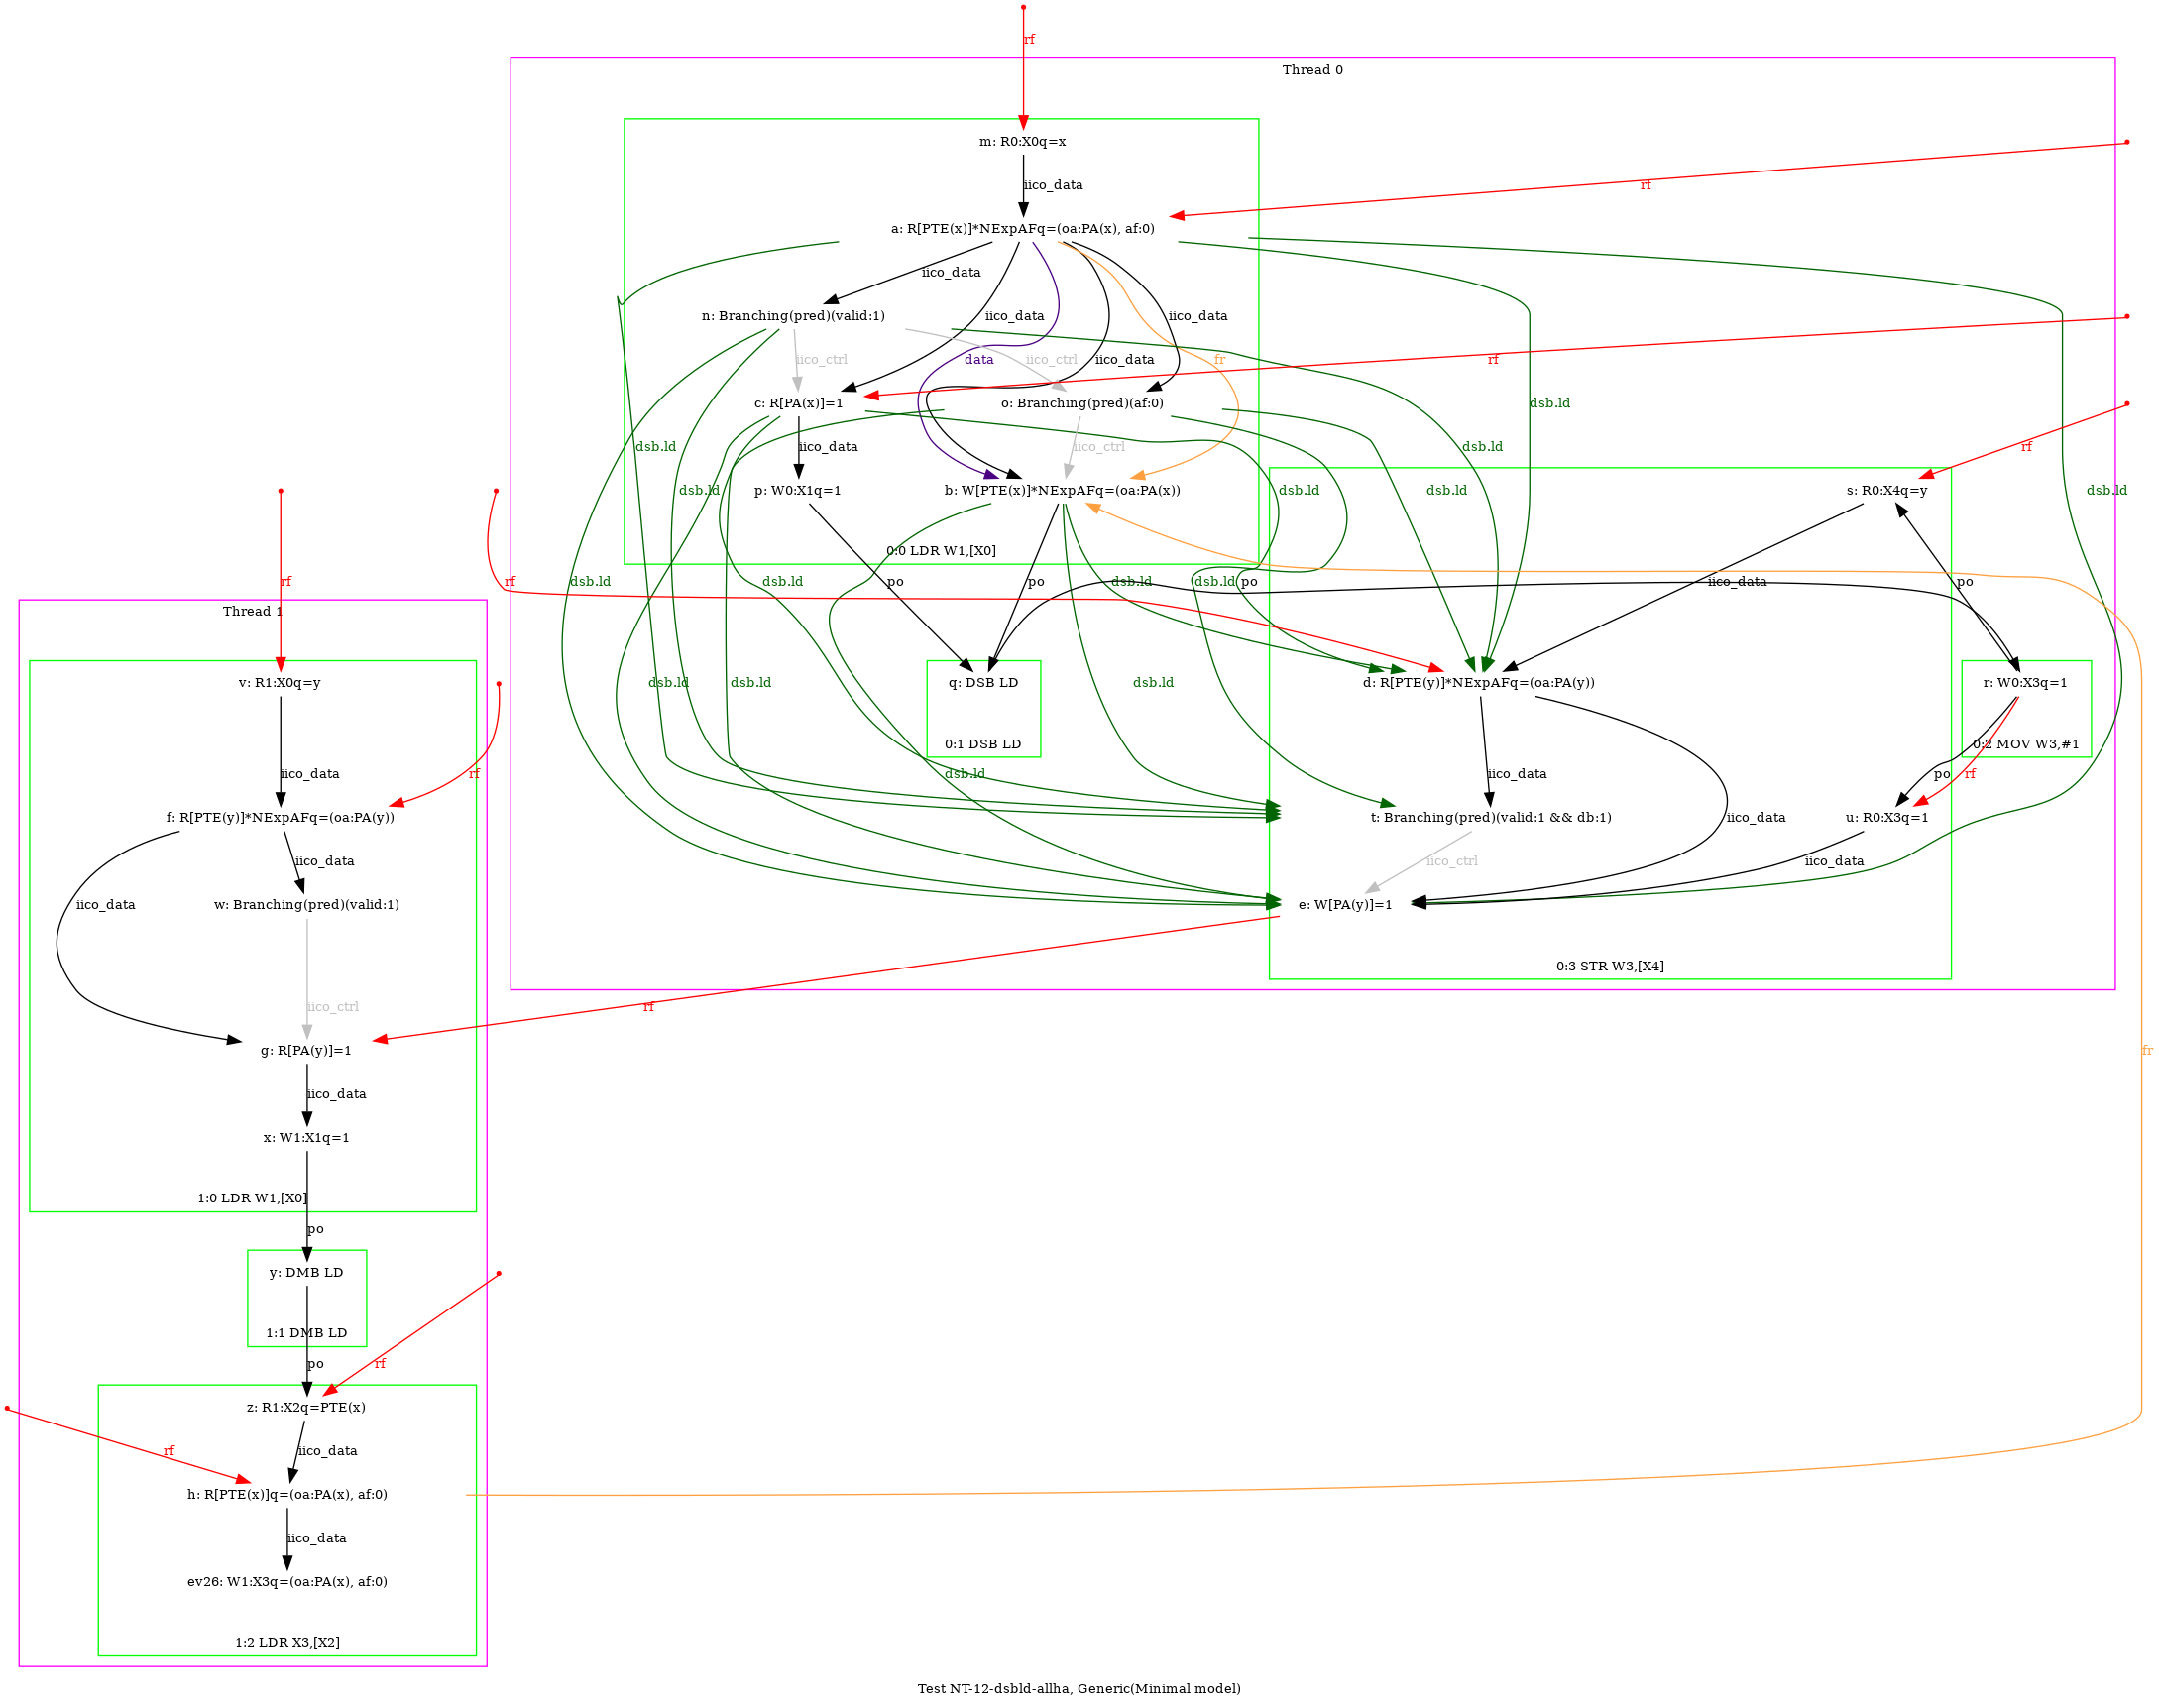 rf
Thread 0
m: R0:X0q=x
iico_data
rf
a: R[PTE(x)]*NExpAFq=(oa:PA(x), af:0)
iico_data
n: Branching(pred)(valid:1)
iico_data
iico_data
iico_ctrl
iico_ctrl
data
iico_data
fr
rf
c: R[PA(x)]=1
o: Branching(pred)(af:0)
dsb.ld
dsb.ld
iico_data
iico_ctrl
dsb.ld
rf
dsb.ld
p: W0:X1q=1
b: W[PTE(x)]*NExpAFq=(oa:PA(x))
dsb.ld
dsb.ld
dsb.ld
s: R0:X4q=y
dsb.ld
0:0 LDR W1,[X0]
rf
rf
dsb.ld
dsb.ld
po
po
dsb.ld
dsb.ld
po
iico_data
po
Thread 1
v: R1:X0q=y
dsb.ld
dsb.ld
q: DSB LD
dsb.ld
d: R[PTE(y)]*NExpAFq=(oa:PA(y))
r: W0:X3q=1
0:1 DSB LD
0:2 MOV W3,#1
iico_data
rf
dsb.ld
iico_data
po
rf
f: R[PTE(y)]*NExpAFq=(oa:PA(y))
t: Branching(pred)(valid:1 && db:1)
iico_data
u: R0:X3q=1
iico_data
iico_ctrl
iico_data
iico_data
w: Branching(pred)(valid:1)
e: W[PA(y)]=1
0:3 STR W3,[X4]
iico_ctrl
rf
g: R[PA(y)]=1
fr
iico_data
x: W1:X1q=1
1:0 LDR W1,[X0]
po
y: DMB LD
1:1 DMB LD
po
rf
z: R1:X2q=PTE(x)
rf
iico_data
h: R[PTE(x)]q=(oa:PA(x), af:0)
iico_data
ev26: W1:X3q=(oa:PA(x), af:0)
1:2 LDR X3,[X2]
Test NT-12-dsbld-allha, Generic(Minimal model)